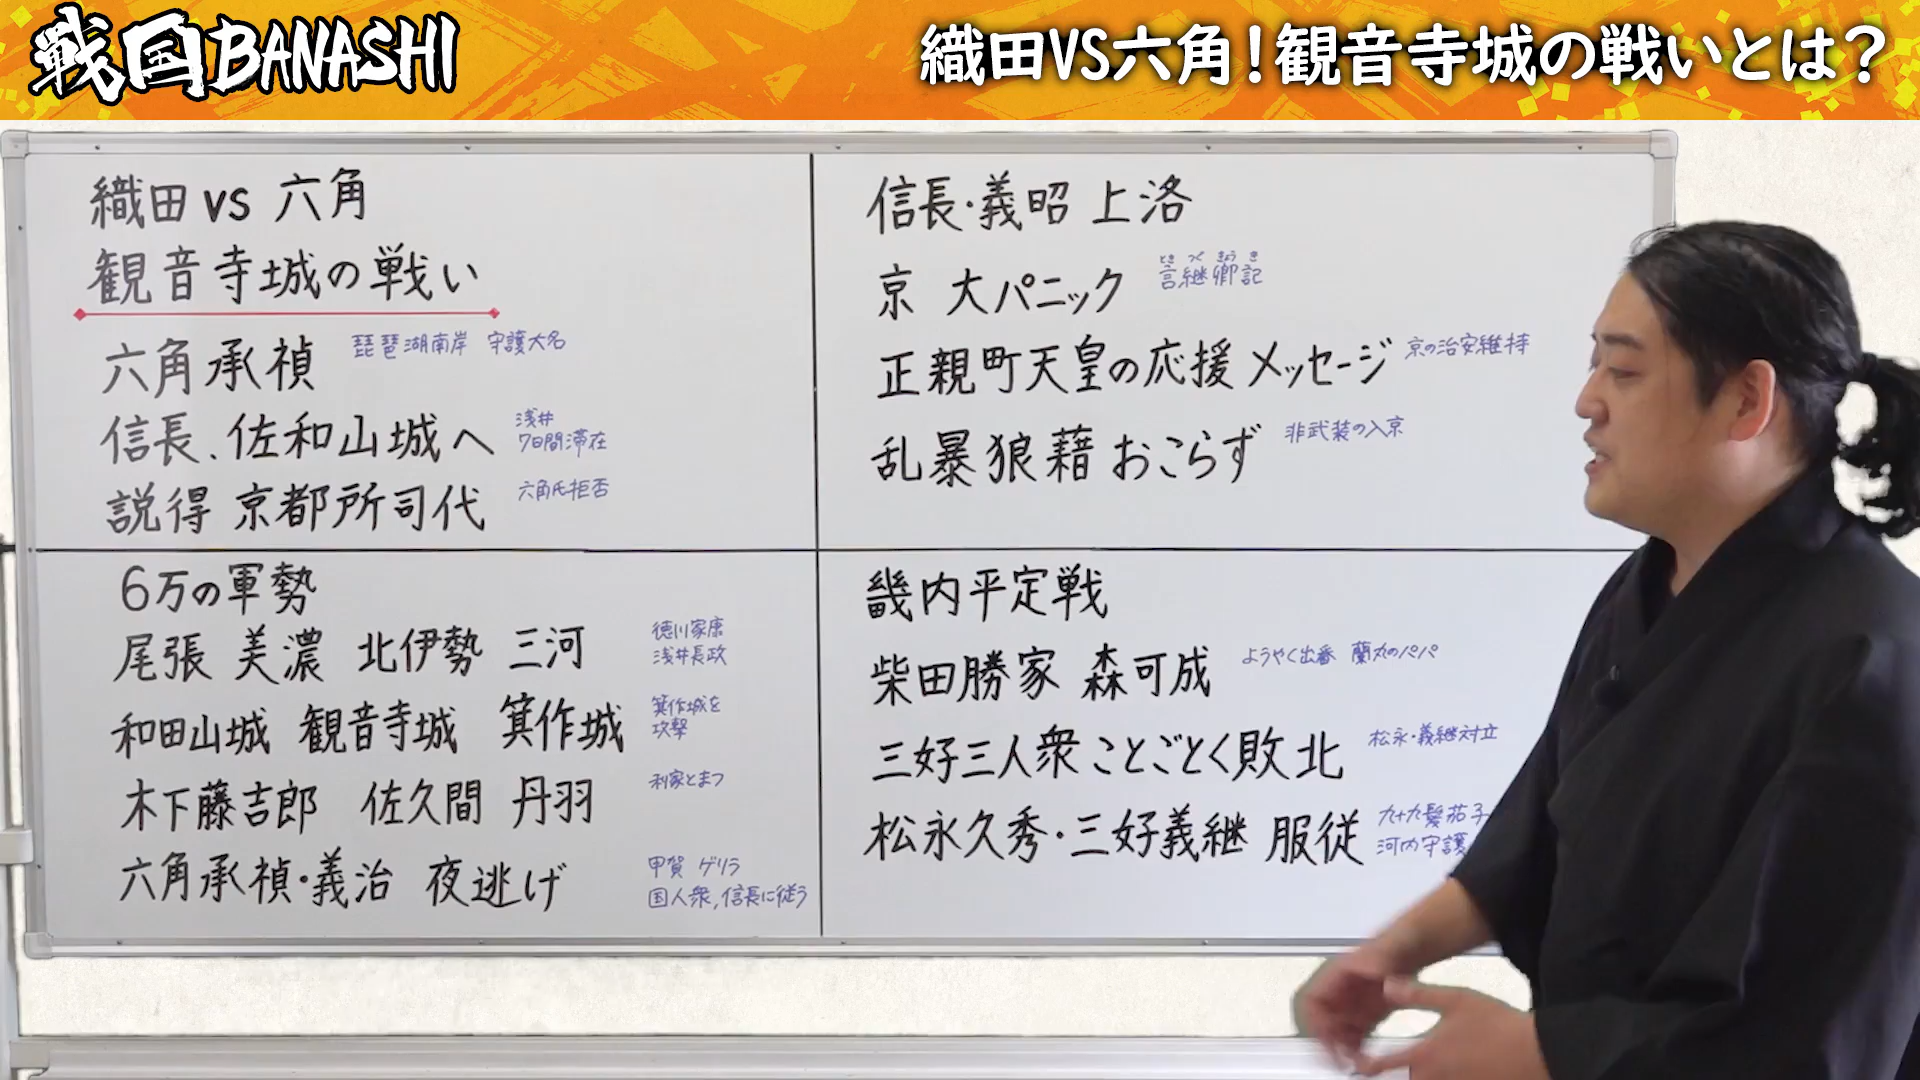 戦国BANASHI
織田VS六角!観音寺城の戦いとは?
織田 vs 六角
観音寺城の戦い
六角承禎 琵琶湖南岸 守護大名
信長、佐和山城へ 浅井
7日間滞在
説得 京都所司代 六角氏拒否
6万の軍勢
尾張 美濃 北伊勢 三河 徳川家康
浅井長政
和田山城 観音寺城 箕作城 箕作城を
攻撃
木下藤吉郎 佐久間 丹羽 利家とまつ
六角承禎・義治 夜逃げ 甲賀 ゲリラ
国人衆,信長に従う
信長・義昭 上洛
京 大パニック 言継卿記
とき つぐ きょう き
正親町天皇の応援メッセージ 京の治安維持
乱暴狼藉おこらず 非武装の入京
畿内平定戦
柴田勝家 森可成 ようやく出番 蘭丸のパパ
三好三人衆ことごとく敗北 松永・義継対立
松永久秀・三好義継 服従 九十九髪茄子
河内守護